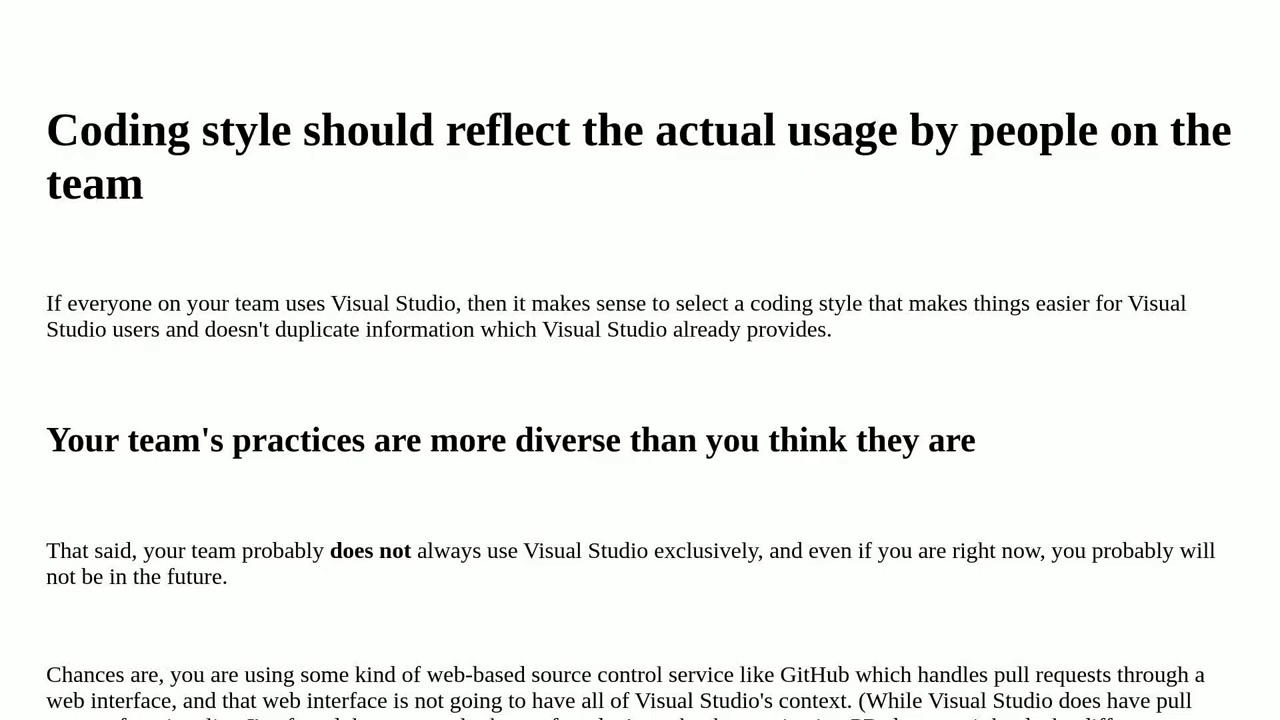 Coding style should reflect the actual usage by people on the
team
If everyone on your team uses Visual Studio, then it makes sense to select a coding style that makes things easier for Visual
Studio users and doesn't duplicate information which Visual Studio already provides.
Your team's practices are more diverse than you think they are
That said, your team probably does not always use Visual Studio exclusively, and even if you are right now, you probably will
not be in the future.
Chances are, you are using some kind of web-based source control service like GitHub which handles pull requests through a
web interface, and that web interface is not going to have all of Visual Studio's context. (While Visual Studio does have pull